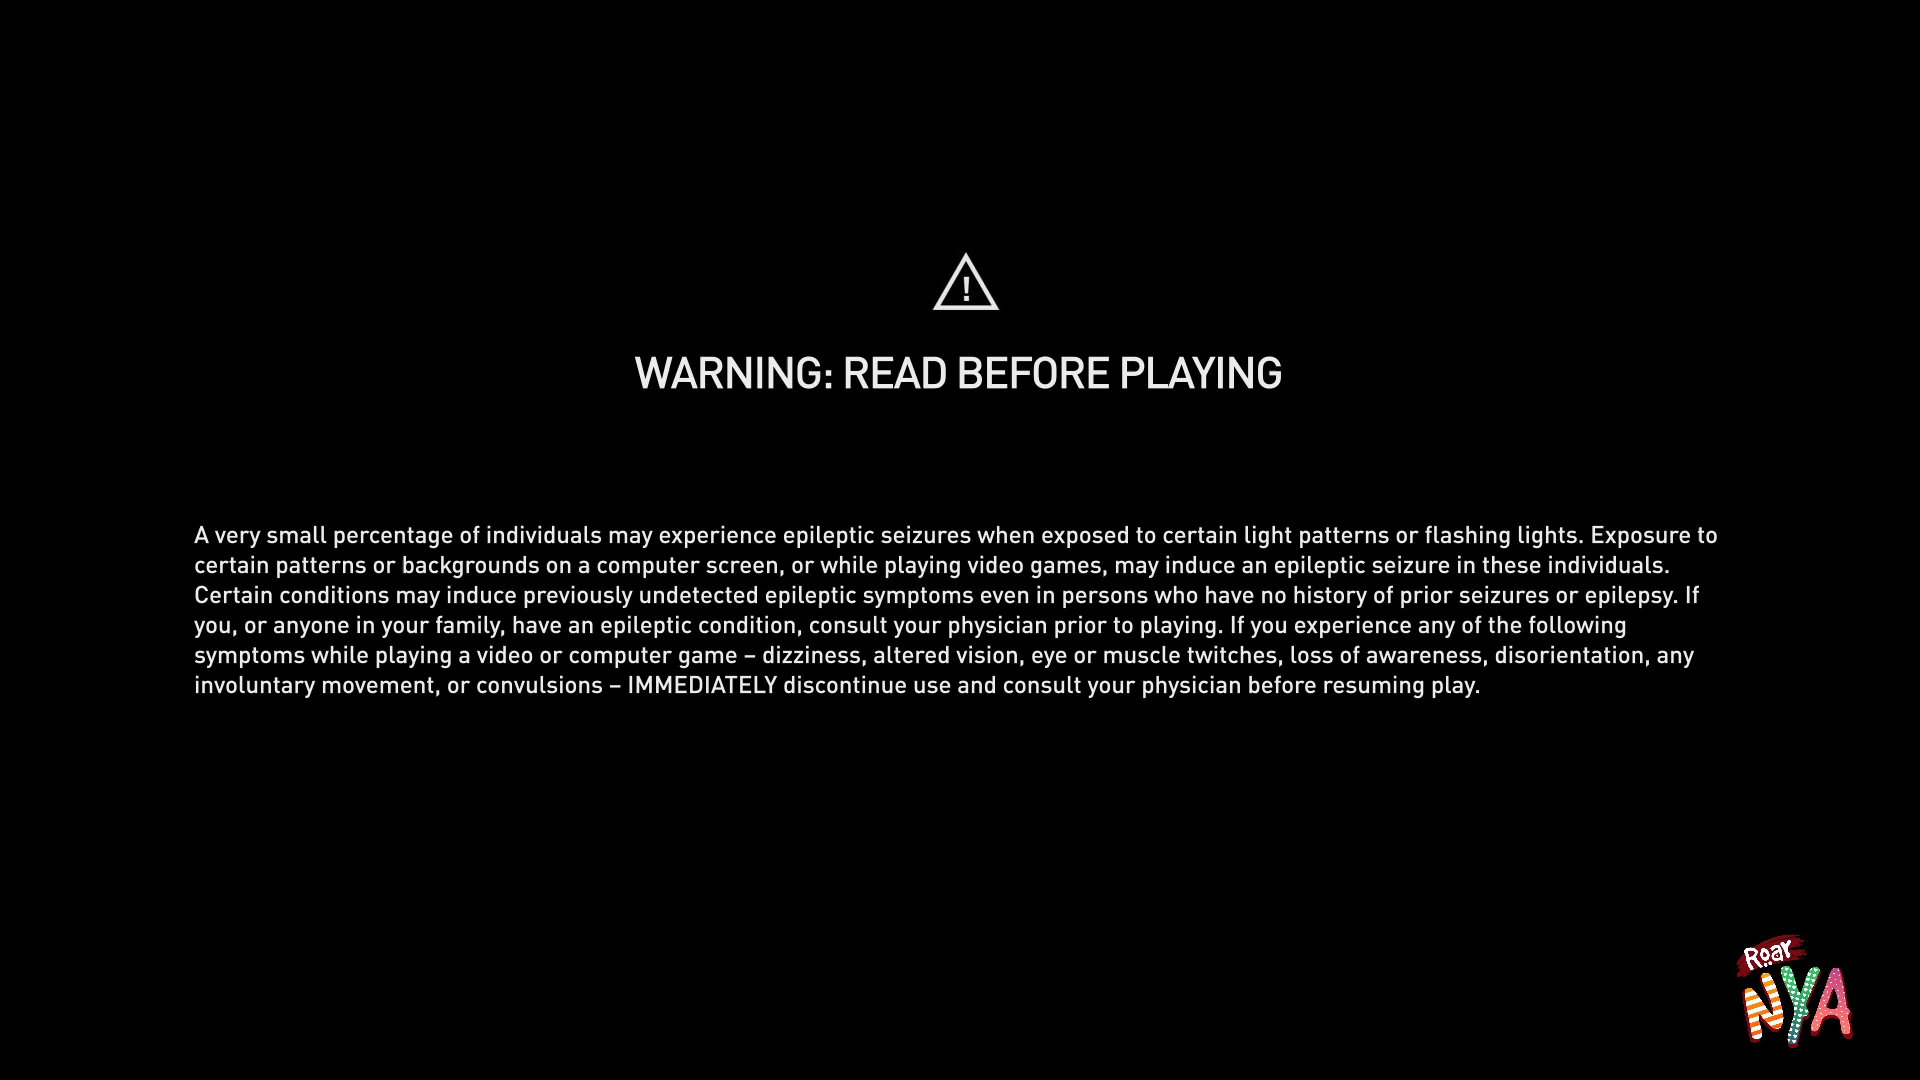 !
WARNING: READ BEFORE PLAYING
A very small percentage of individuals may experience epileptic seizures when exposed to certain light patterns or flashing lights. Exposure to
certain patterns or backgrounds on a computer screen, or while playing video games, may induce an epileptic seizure in these individuals.
Certain conditions may induce previously undetected epileptic symptoms even in persons who have no history of prior seizures or epilepsy. If
you, or anyone in your family, have an epileptic condition, consult your physician prior to playing. If you experience any of the following
symptoms while playing a video or computer game – dizziness, altered vision, eye or muscle twitches, loss of awareness, disorientation, any
involuntary movement, or convulsions – IMMEDIATELY discontinue use and consult your physician before resuming play.
Roar
NYA